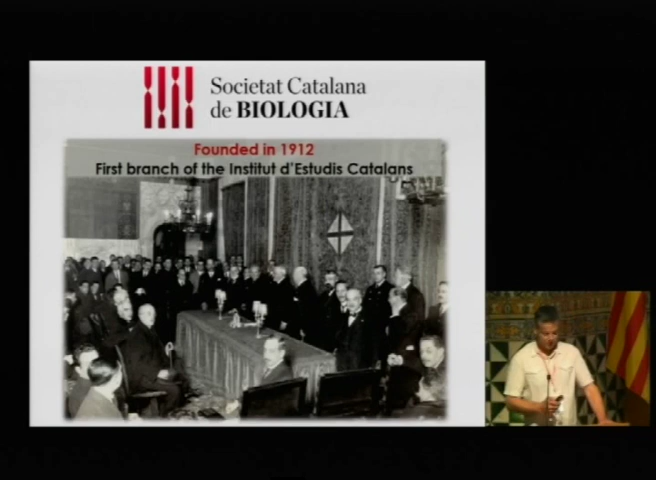 Societat Catalana
de BIOLOGIA
Founded in 1912
First branch of the Institut d'Estudis Catalans